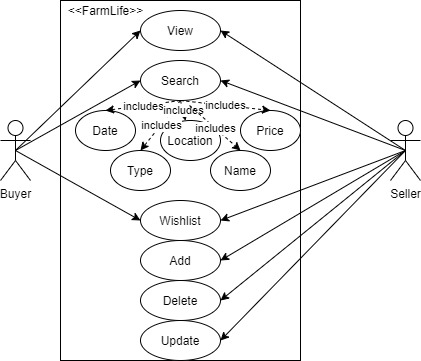 <<FarmLife>>
View
Search
includes
includes
includes
Date
Location
Price
includes
includes
Type
Name
Buyer
Seller
Wishlist
Add
Delete
Update